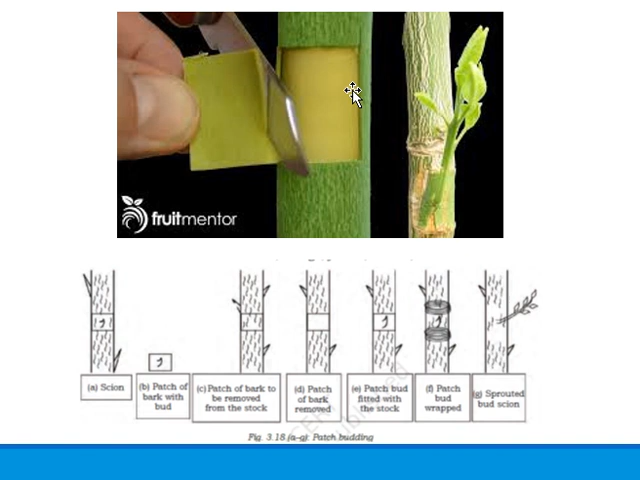 fruitmentor
(a) Scion
(b) Patch of
bark with
bud
(c) Patch of bark to
be removed
from the stock
(d) Patch
of bark
removed
(e) Patch bud
fitted with
the stock
(f) Patch
bud
wrapped
(g) Sprouted
bud scion
Fig. 3.18 (a–g): Patch budding